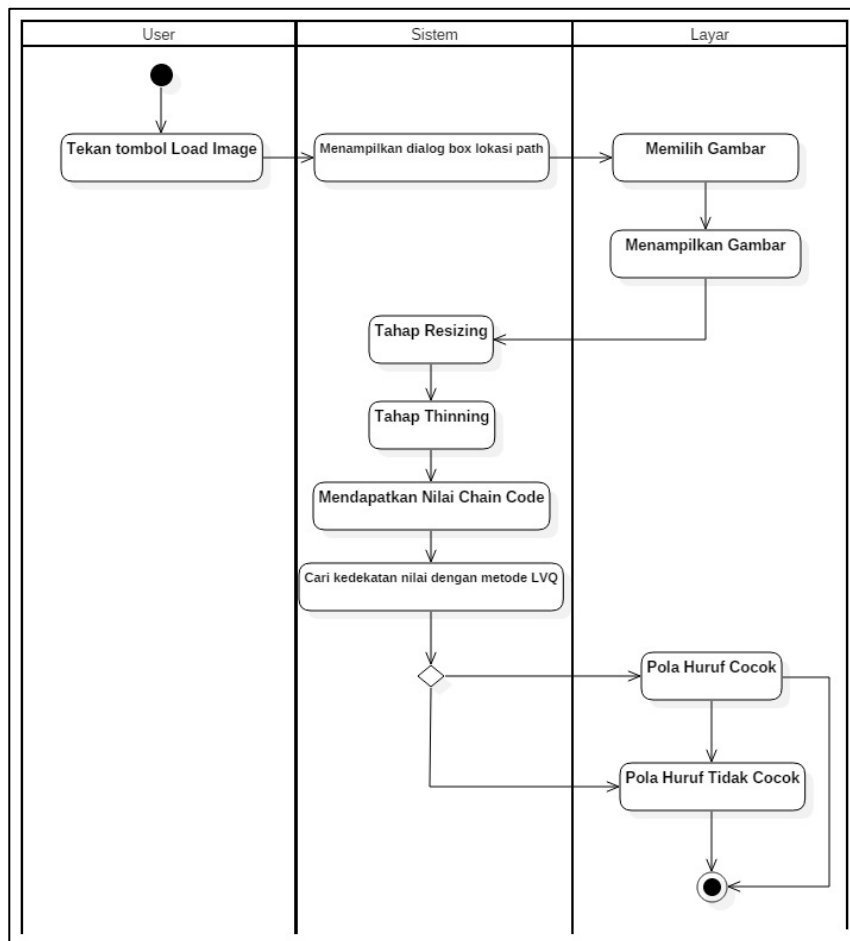 User
Sistem
Layar
Tekan tombol Load Image
Menampilkan dialog box lokasi path
Memilih Gambar
Menampilkan Gambar
Tahap Resizing
Tahap Thinning
Mendapatkan Nilai Chain Code
Cari kedekatan nilai dengan metode LVQ
Pola Huruf Cocok
Pola Huruf Tidak Cocok